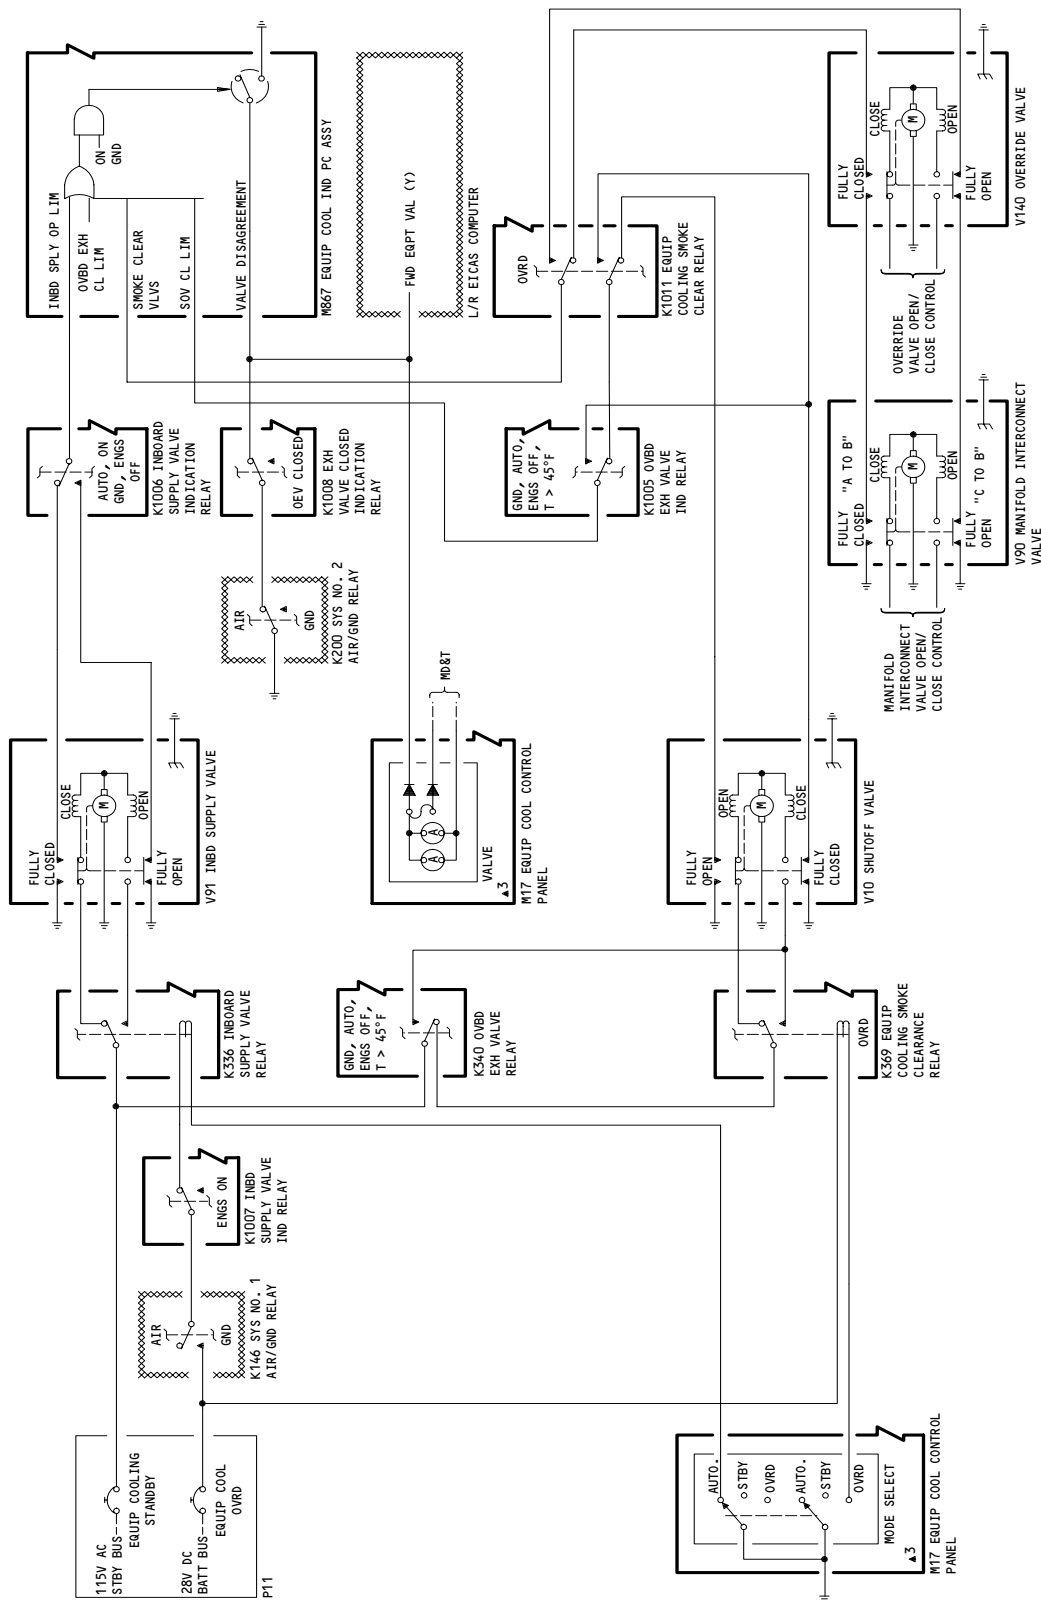 115V AC
STBY BUS
EQUIP COOLING
STANDBY
28V DC
BATT BUS
EQUIP COOL
OVRD
P11
AIR
GND
K146 SYS NO. 1
AIR/GND RELAY
ENGS ON
K1007 INBD
SUPPLY VALVE
IND RELAY
K336 INBOARD
SUPPLY VALVE
RELAY
GND, AUTO,
ENGS OFF,
T > 45°F
K340 OVBD
EXH VALVE
RELAY
OVRD
K369 EQUIP
COOLING SMOKE
CLEARANCE
RELAY
AUTO.
STBY
OVRD
AUTO.
STBY
OVRD
MODE SELECT
▲3
M17 EQUIP COOL CONTROL
PANEL
FULLY
CLOSED
CLOSE
M
OPEN
FULLY
OPEN
V91 INBD SUPPLY VALVE
A
A
VALVE
▲3
M17 EQUIP COOL CONTROL
PANEL
MD&T
FULLY
OPEN
OPEN
M
CLOSE
FULLY
CLOSED
V10 SHUTOFF VALVE
AIR
GND
K200 SYS NO. 2
AIR/GND RELAY
AUTO, ON
GND, ENGS
OFF
K1006 INBOARD
SUPPLY VALVE
INDICATION
RELAY
OEV CLOSED
K1008 EXH
VALVE CLOSED
INDICATION
RELAY
GND, AUTO,
ENGS OFF,
T > 45°F
K1005 OVBD
EXH VALVE
IND RELAY
MANIFOLD
INTERCONNECT
VALVE OPEN/
CLOSE CONTROL
FULLY
CLOSED
"A TO B"
CLOSE
M
OPEN
FULLY
OPEN
"C TO B"
V90 MANIFOLD INTERCONNECT
VALVE
INBD SPLY OP LIM
OVBD EXH
CL LIM
SMOKE CLEAR
VLVS
SOV CL LIM
ON
GND
VALVE DISAGREEMENT
M867 EQUIP COOL IND PC ASSY
FWD EQPT VAL (Y)
L/R EICAS COMPUTER
OVRD
K1011 EQUIP
COOLING SMOKE
CLEAR RELAY
OVERRIDE
VALVE OPEN/
CLOSE CONTROL
FULLY
CLOSED
CLOSE
M
OPEN
FULLY
OPEN
V140 OVERRIDE VALVE